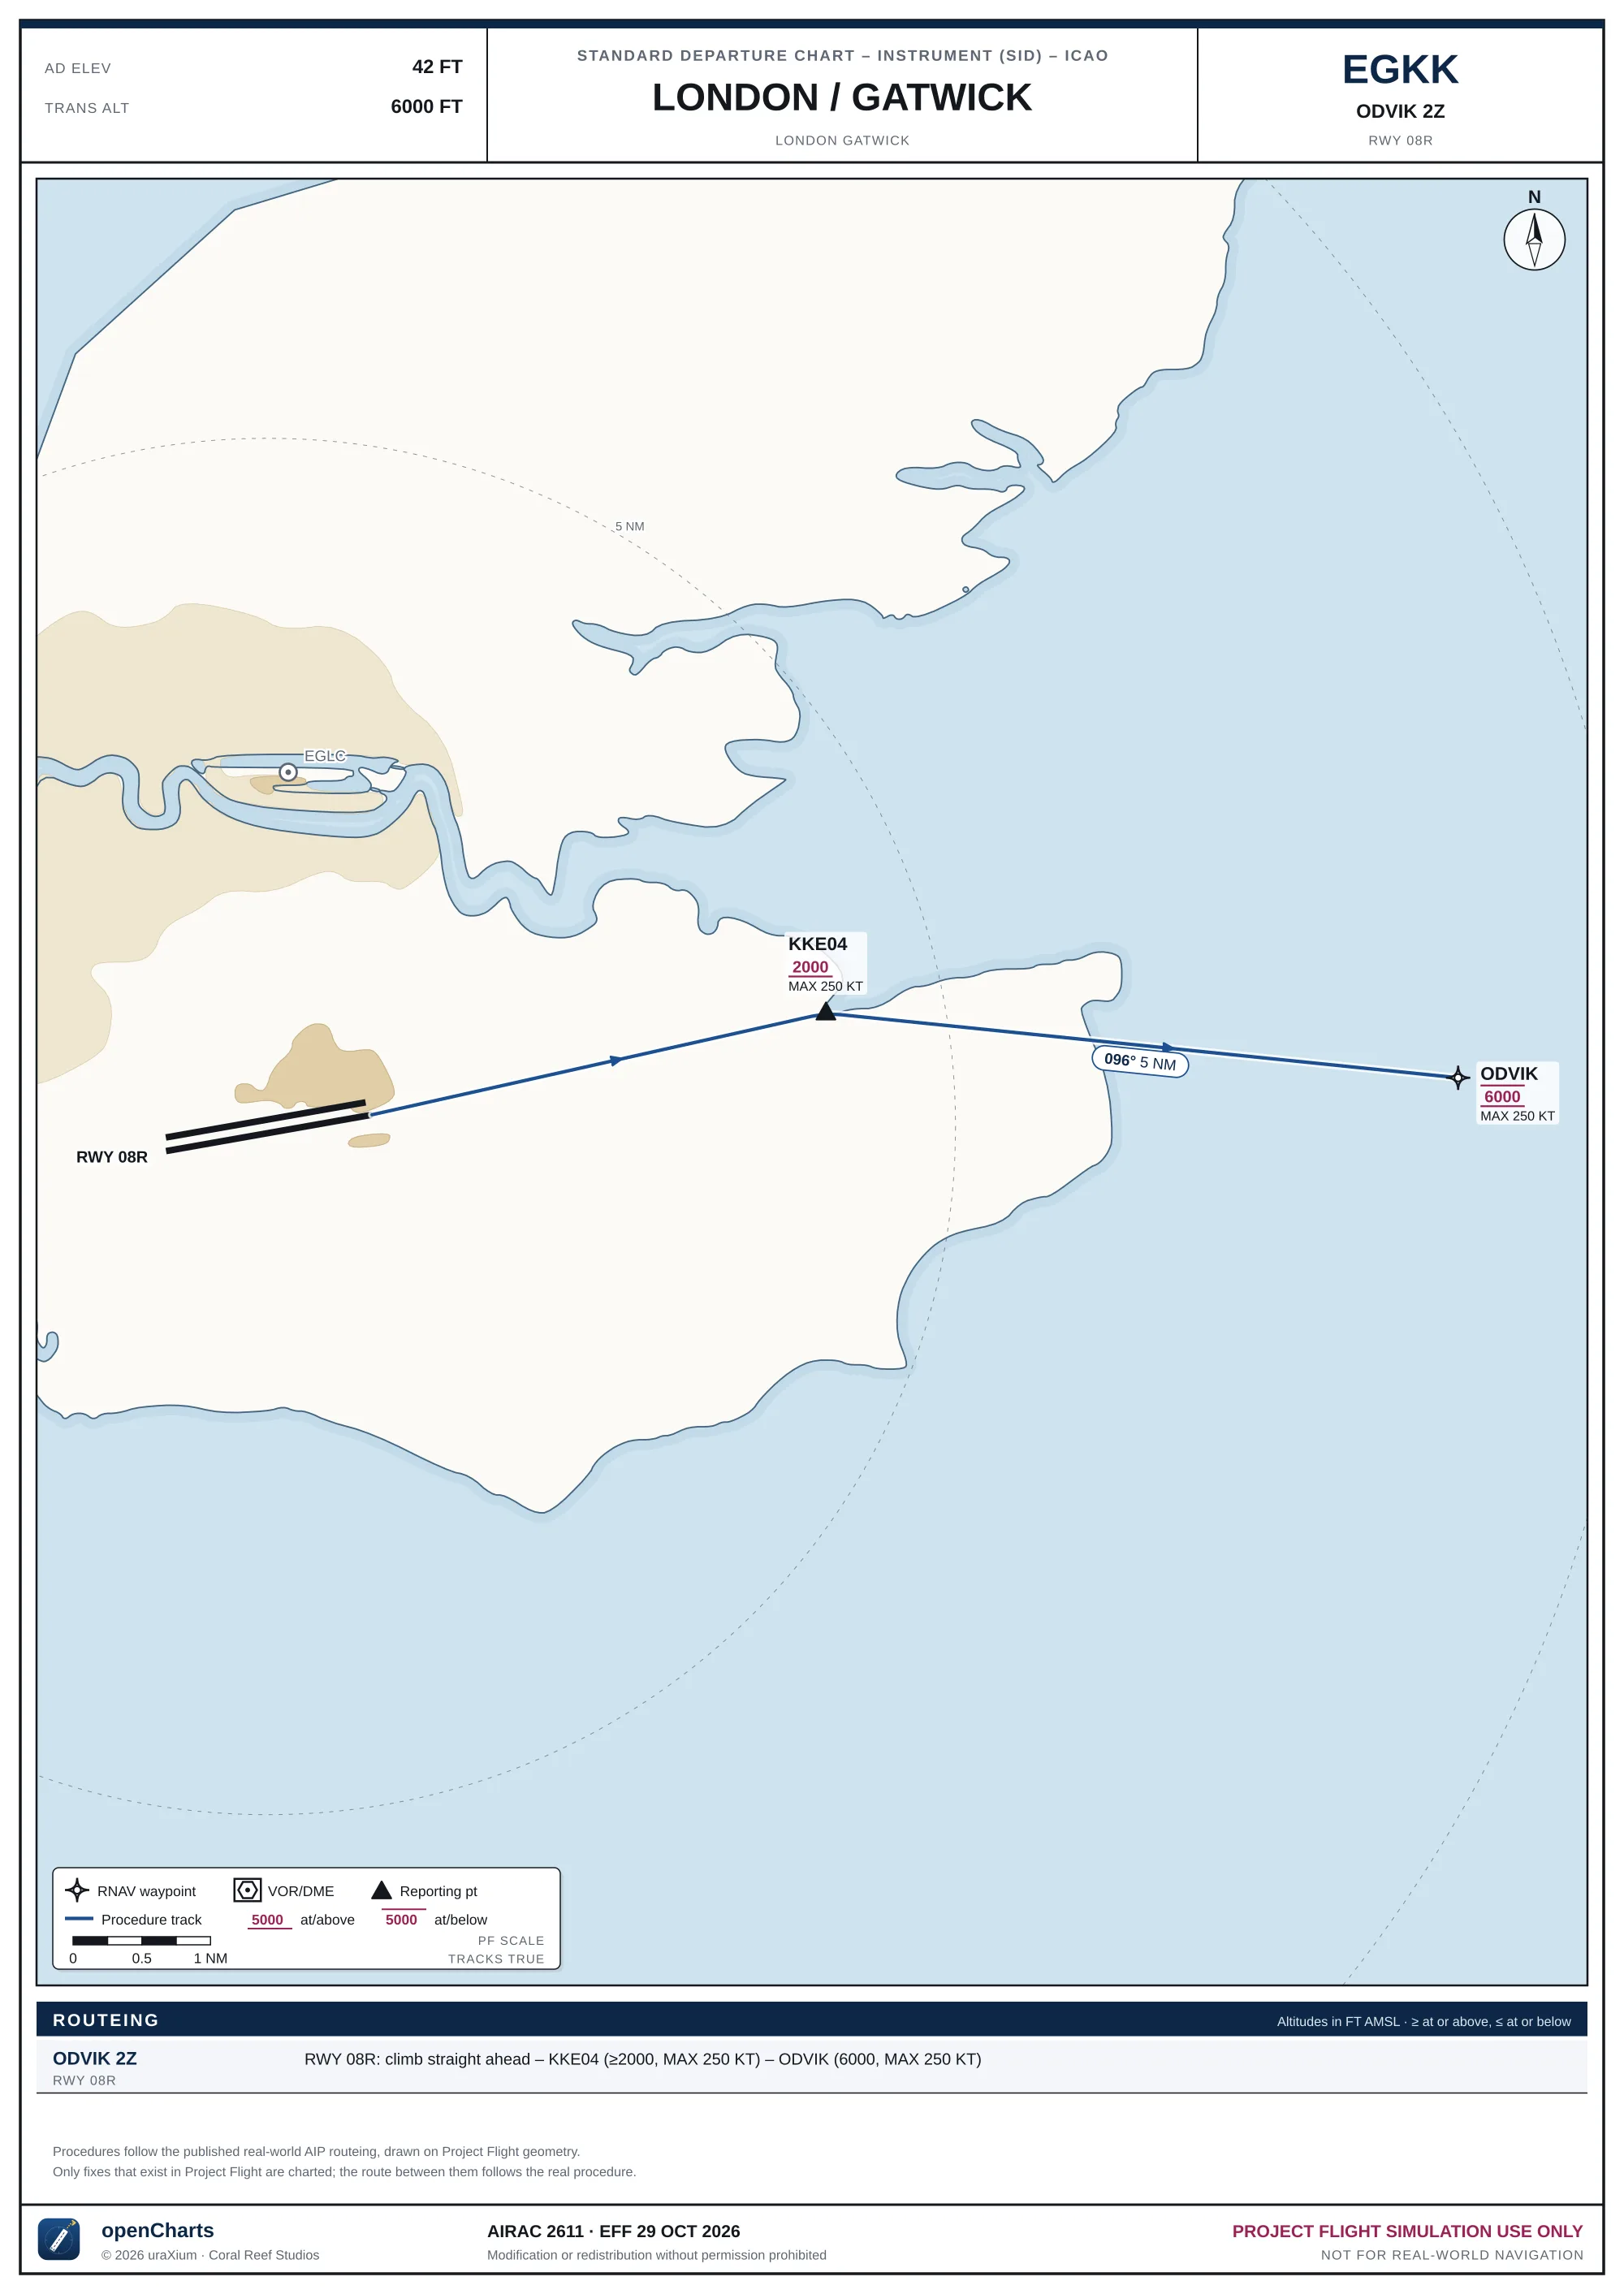 AD ELEV 42 FT
TRANS ALT 6000 FT
STANDARD DEPARTURE CHART – INSTRUMENT (SID) – ICAO
LONDON / GATWICK
LONDON GATWICK
EGKK
ODVIK 2Z
RWY 08R
N
5 NM
EGLC
KKE04
2000
MAX 250 KT
096° 5 NM
ODVIK
6000
MAX 250 KT
RWY 08R
RNAV waypoint VOR/DME Reporting pt
Procedure track 5000 at/above 5000 at/below
PF SCALE
0 0.5 1 NM TRACKS TRUE
ROUTEING Altitudes in FT AMSL · ≥ at or above, ≤ at or below
ODVIK 2Z RWY 08R: climb straight ahead – KKE04 (≥2000, MAX 250 KT) – ODVIK (6000, MAX 250 KT)
RWY 08R
Procedures follow the published real-world AIP routeing, drawn on Project Flight geometry.
Only fixes that exist in Project Flight are charted; the route between them follows the real procedure.
openCharts
© 2026 uraXium · Coral Reef Studios
AIRAC 2611 · EFF 29 OCT 2026
Modification or redistribution without permission prohibited
PROJECT FLIGHT SIMULATION USE ONLY
NOT FOR REAL-WORLD NAVIGATION